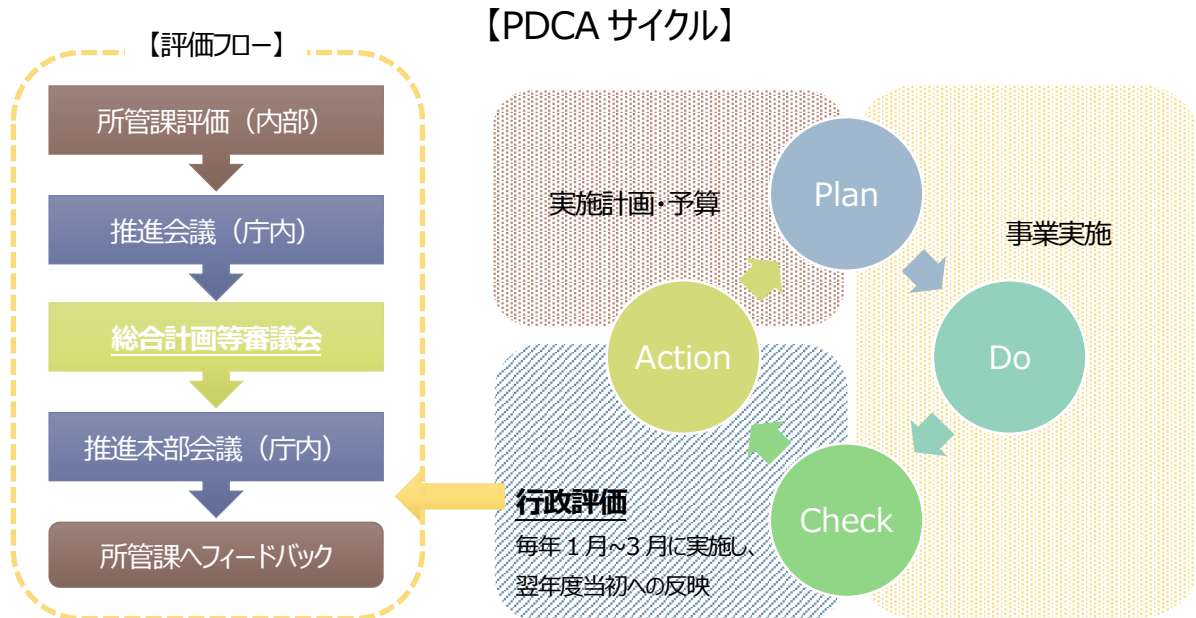 【PDCA サイクル】
【評価フロー】
所管課評価（内部）
推進会議（庁内）
総合計画等審議会
推進本部会議（庁内）
所管課へフィードバック
実施計画・予算
事業実施
Plan
Do
Check
Action
行政評価
毎年 1 月~3 月に実施し、
翌年度当初への反映